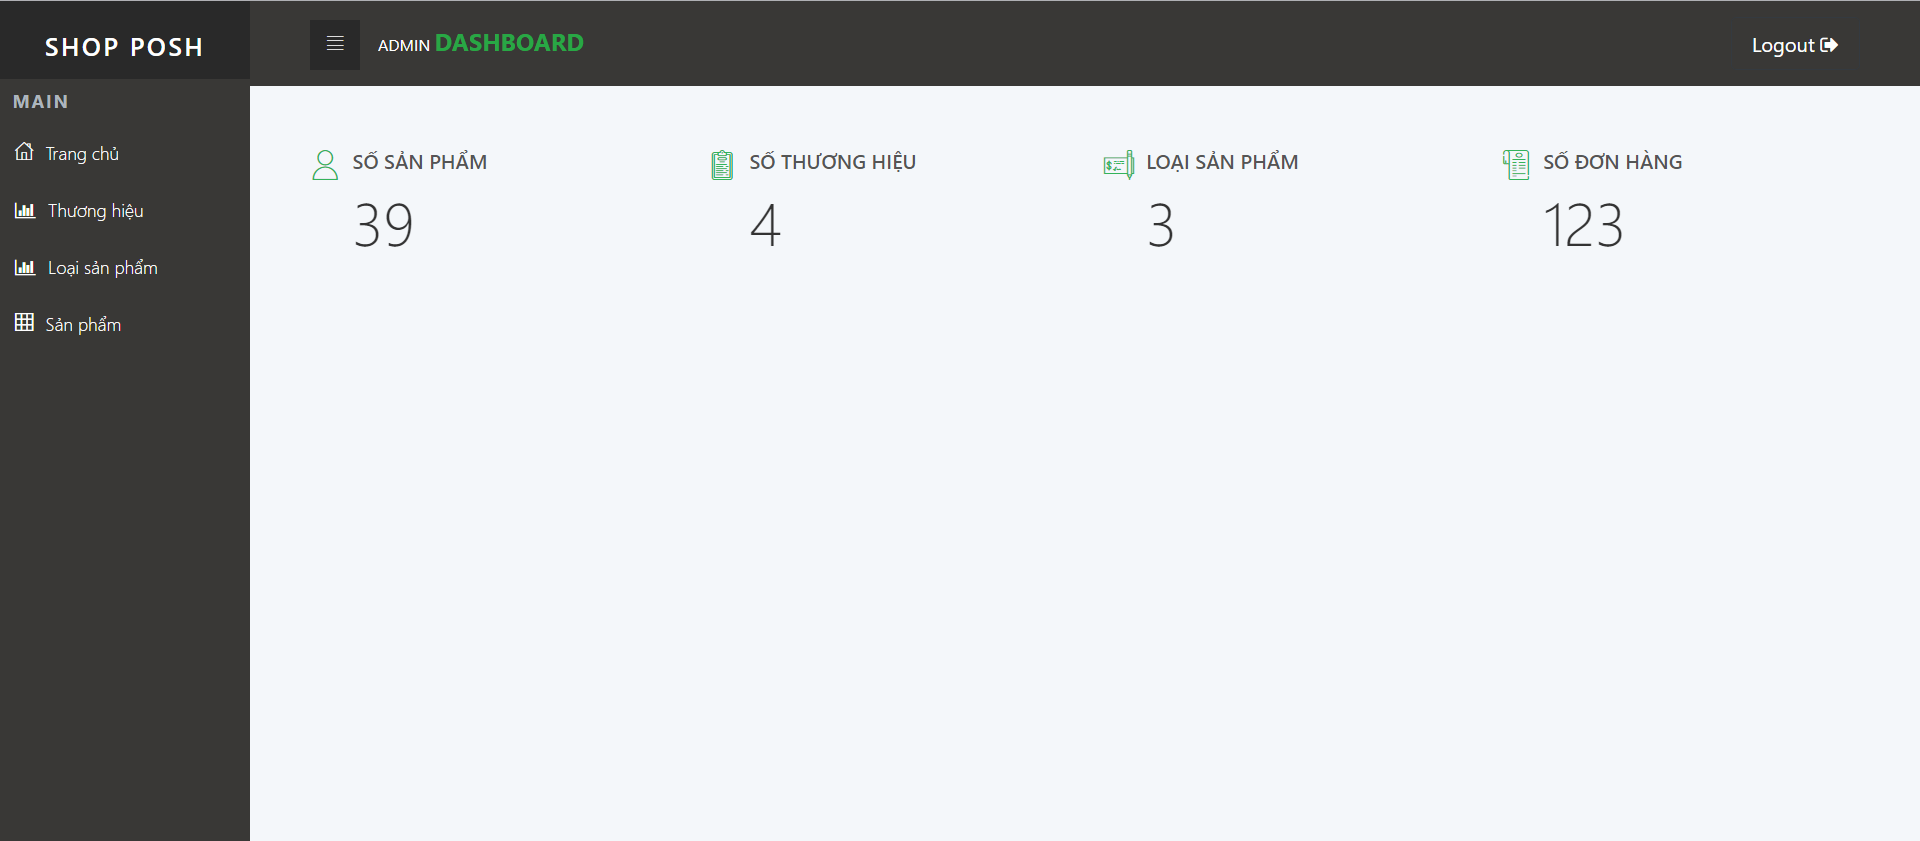 SHOP POSH
ADMIN DASHBOARD
Logout
MAIN
Trang chủ
Thương hiệu
Loại sản phẩm
Sản phẩm
SỐ SẢN PHẨM
39
SỐ THƯƠNG HIỆU
4
LOẠI SẢN PHẨM
3
SỐ ĐƠN HÀNG
123